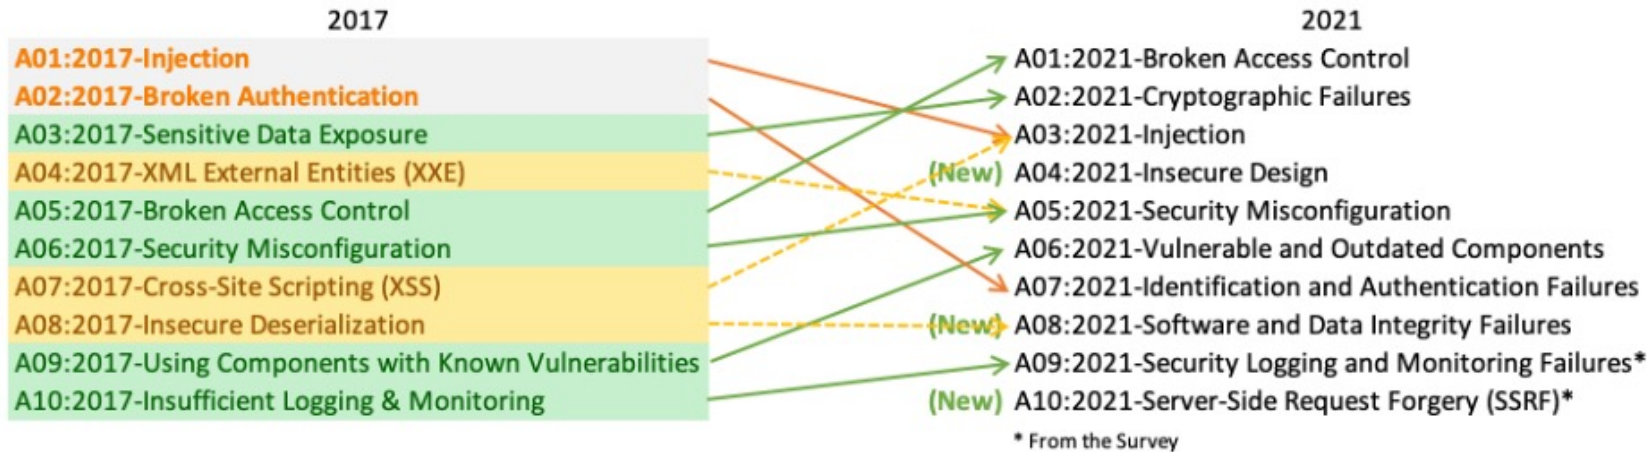 2017
A01:2017-Injection
A02:2017-Broken Authentication
A03:2017-Sensitive Data Exposure
A04:2017-XML External Entities (XXE)
A05:2017-Broken Access Control
A06:2017-Security Misconfiguration
A07:2017-Cross-Site Scripting (XSS)
A08:2017-Insecure Deserialization
A09:2017-Using Components with Known Vulnerabilities
A10:2017-Insufficient Logging & Monitoring
2021
A01:2021-Broken Access Control
A02:2021-Cryptographic Failures
A03:2021-Injection
(New) A04:2021-Insecure Design
A05:2021-Security Misconfiguration
A06:2021-Vulnerable and Outdated Components
A07:2021-Identification and Authentication Failures
(New) A08:2021-Software and Data Integrity Failures
A09:2021-Security Logging and Monitoring Failures*
(New) A10:2021-Server-Side Request Forgery (SSRF)*
* From the Survey